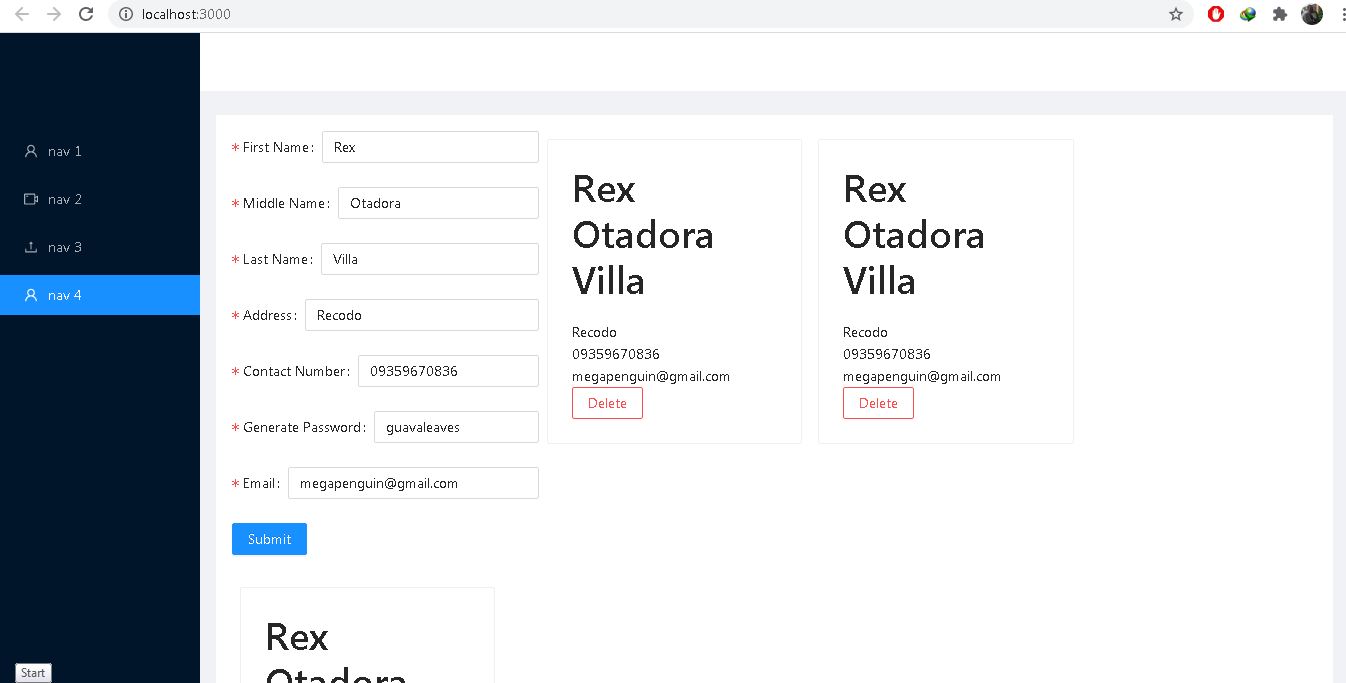 localhost:3000
nav 1
nav 2
nav 3
nav 4
* First Name: Rex
* Middle Name: Otadora
* Last Name: Villa
* Address: Recodo
* Contact Number: 09359670836
* Generate Password: guavaleaves
* Email: megapenguin@gmail.com
Submit
Rex
Otadora
Villa
Recodo
09359670836
megapenguin@gmail.com
Delete
Rex
Otadora
Villa
Recodo
09359670836
megapenguin@gmail.com
Delete
Rex
Otadora
Start